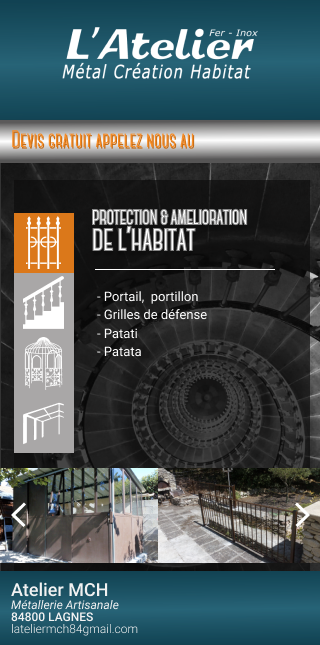 Fer - Inox
L'Atelier
Métal Création Habitat
Devis gratuit appelez nous au
PROTECTION & AMELIORATION
DE L'HABITAT
- Portail, portillon
- Grilles de défense
- Patati
- Patata
Atelier MCH
Métallerie Artisanale
84800 LAGNES
lateliermch84gmail.com